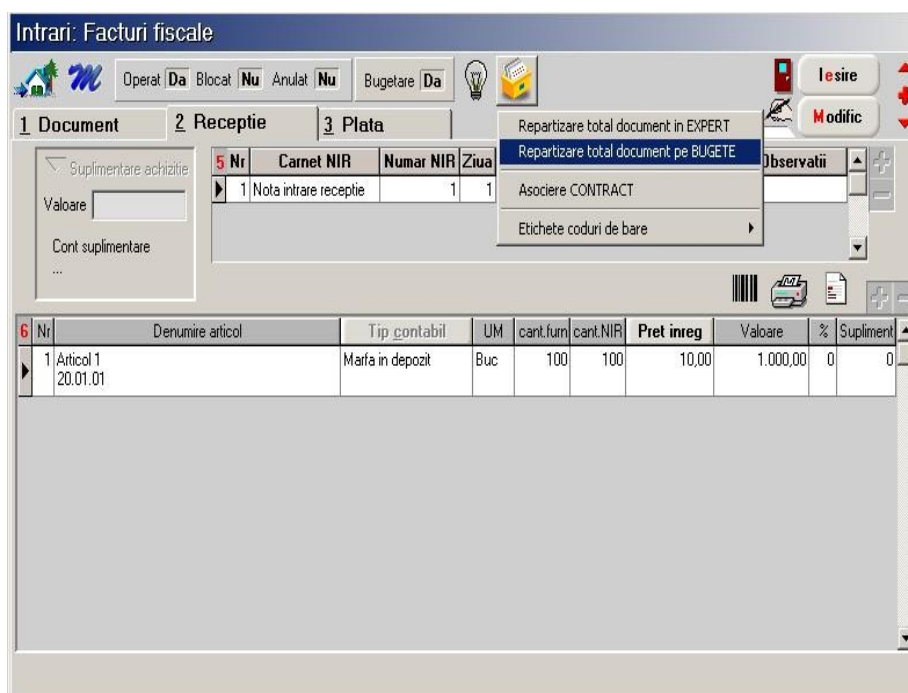 Intrari: Facturi fiscale
Operat Da Blocat Nu Anulat Nu Bugetare Da Iesire
Modific
1 Document 2 Receptie 3 Plata
Repartizare total document in EXPERT
Repartizare total document pe BUGETE
Asociere CONTRACT
Etichete coduri de bare
Suplimentare achizitie
Valoare
Cont suplimentare
...
5 Nr Carnet NIR Numar NIR Ziua Observatii
1 Nota intrare receptie 1 1
6 Nr Denumire articol Tip contabil UM cant.furn cant.NIR Pret inreg Valoare % Supliment
1 Articol 1 Marfa in depozit Buc 100 100 10,00 1.000,00 0 0
20.01.01